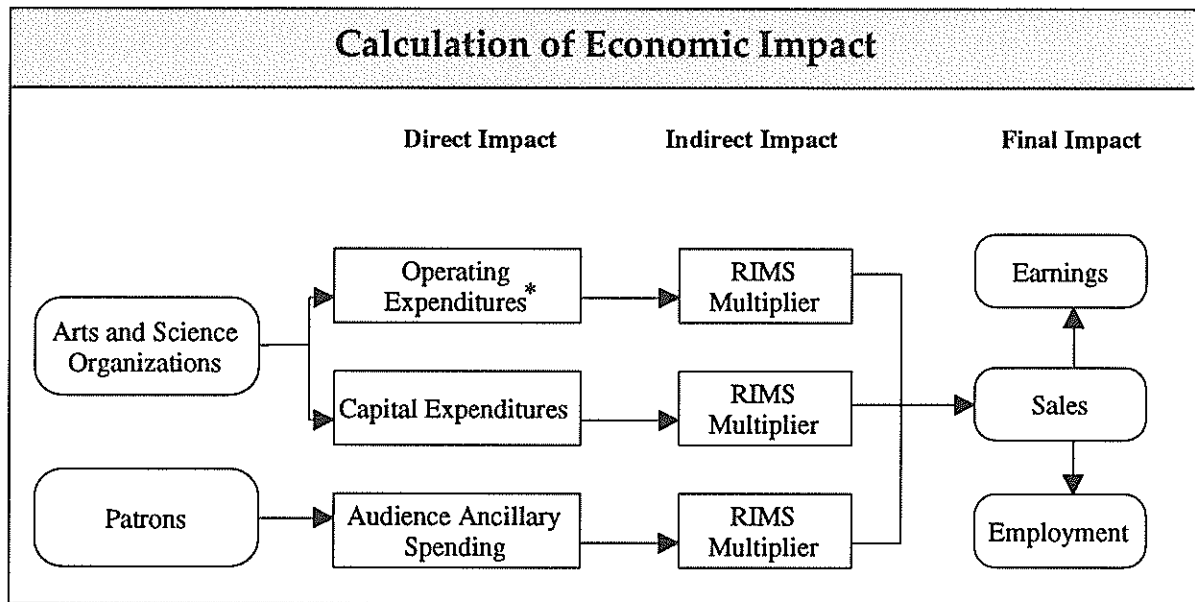 Calculation of Economic Impact
Direct Impact
Indirect Impact
Final Impact
Arts and Science
Organizations
Operating
Expenditures*
RIMS
Multiplier
Earnings
Capital Expenditures
RIMS
Multiplier
Sales
Patrons
Audience Ancillary
Spending
RIMS
Multiplier
Employment